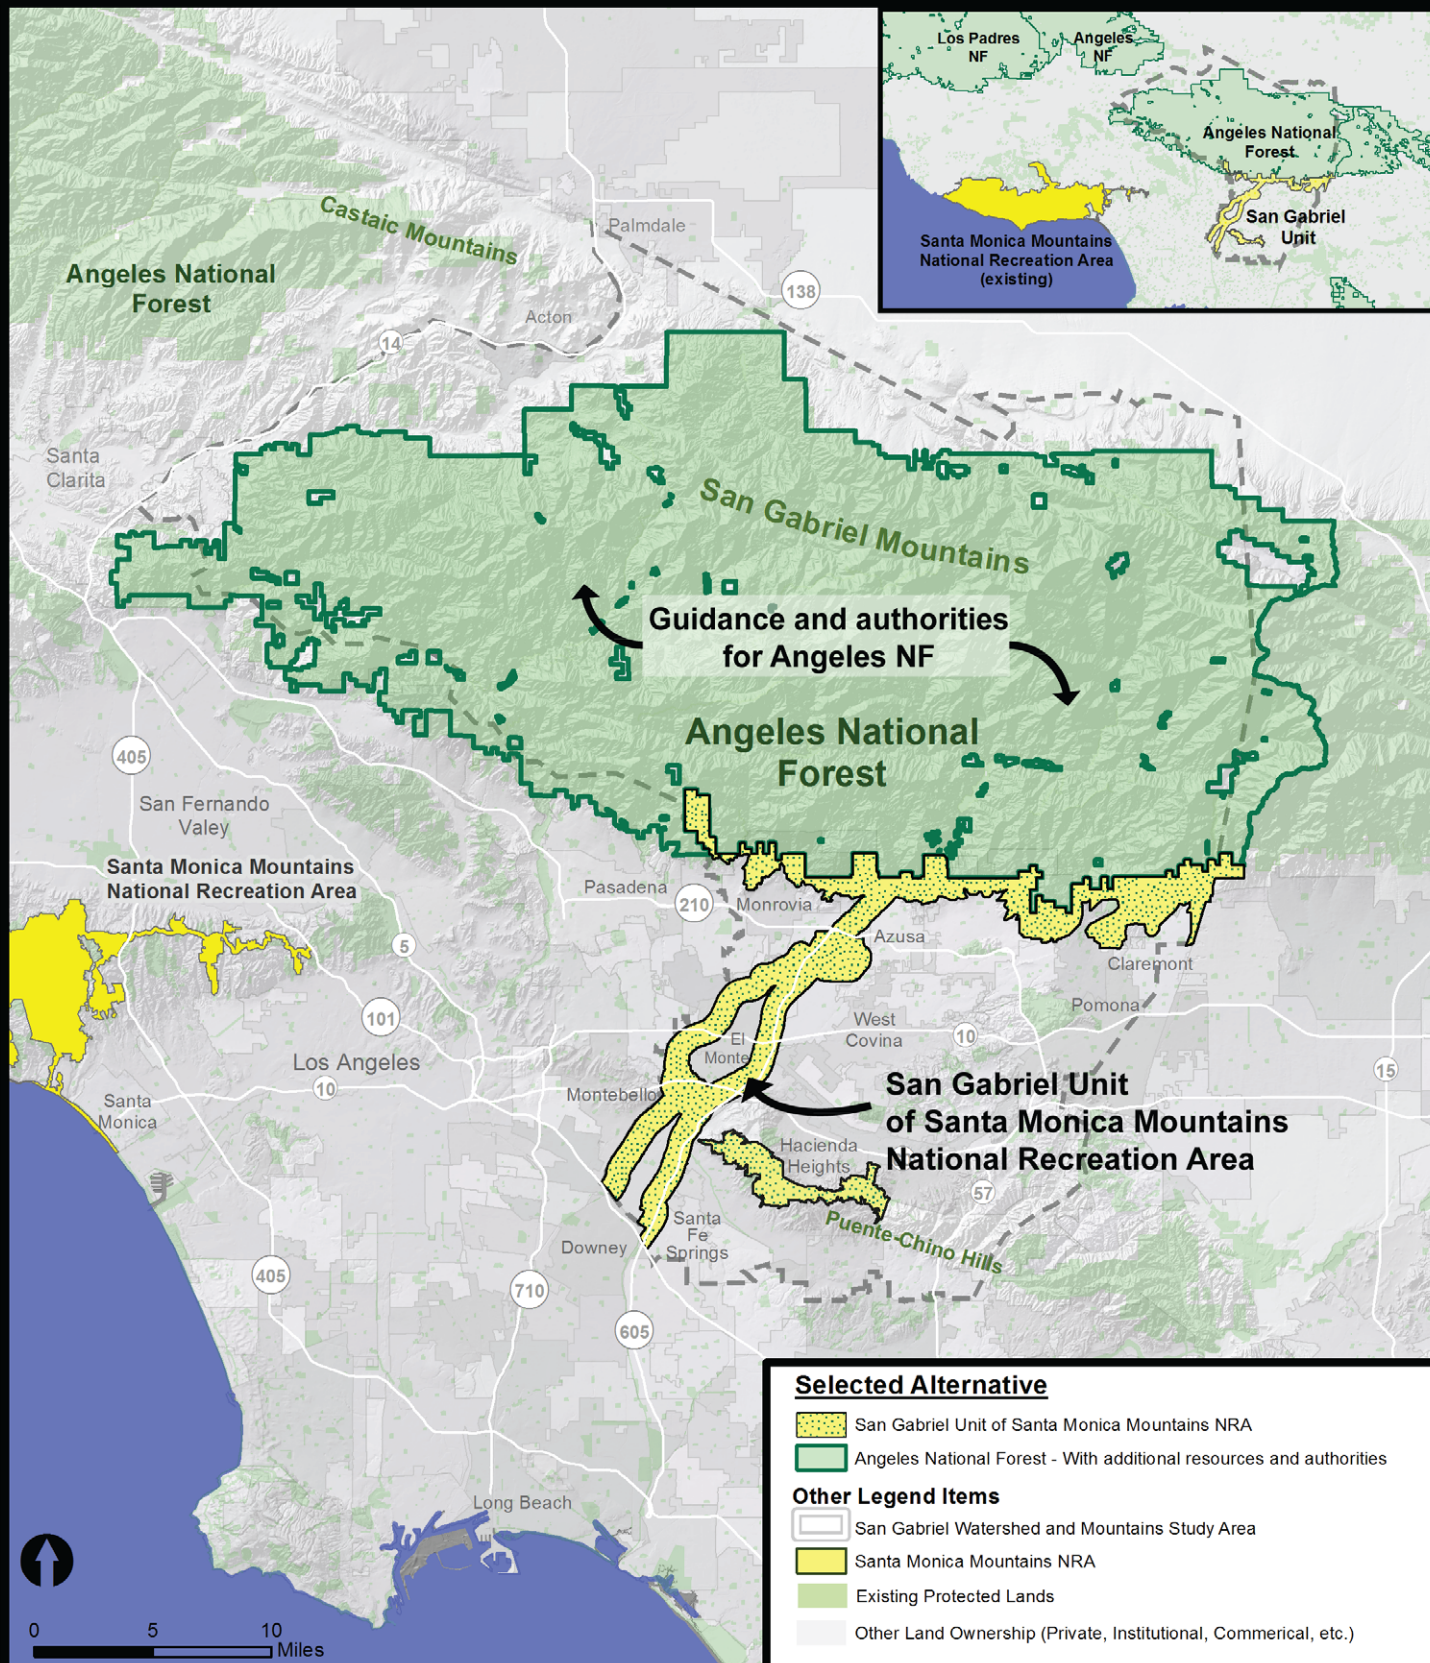 Los Padres
NF
Angeles
NF
Angeles National
Forest
San Gabriel
Unit
Santa Monica Mountains
National Recreation Area
(existing)
Castaic Mountains
Palmdale
Angeles National
Forest
138
Acton
14
Santa
Clarita
San Gabriel Mountains
Guidance and authorities
for Angeles NF
Angeles National
Forest
405
San Fernando
Valey
Santa Monica Mountains
National Recreation Area
Pasadena
210
Monrovia
5
Azusa
Claremont
101
Pomona
West
Covina
10
El
Monte
Los Angeles
10
15
Montebello
San Gabriel Unit
of Santa Monica Mountains
National Recreation Area
Santa
Monica
Hacienda
Heights
57
Puente-Chino Hills
Santa
Fe
Springs
Downey
405
710
605
Long Beach
Selected Alternative
San Gabriel Unit of Santa Monica Mountains NRA
Angeles National Forest - With additional resources and authorities
Other Legend Items
San Gabriel Watershed and Mountains Study Area
Santa Monica Mountains NRA
Existing Protected Lands
Other Land Ownership (Private, Institutional, Commerical, etc.)
0 5 10
Miles